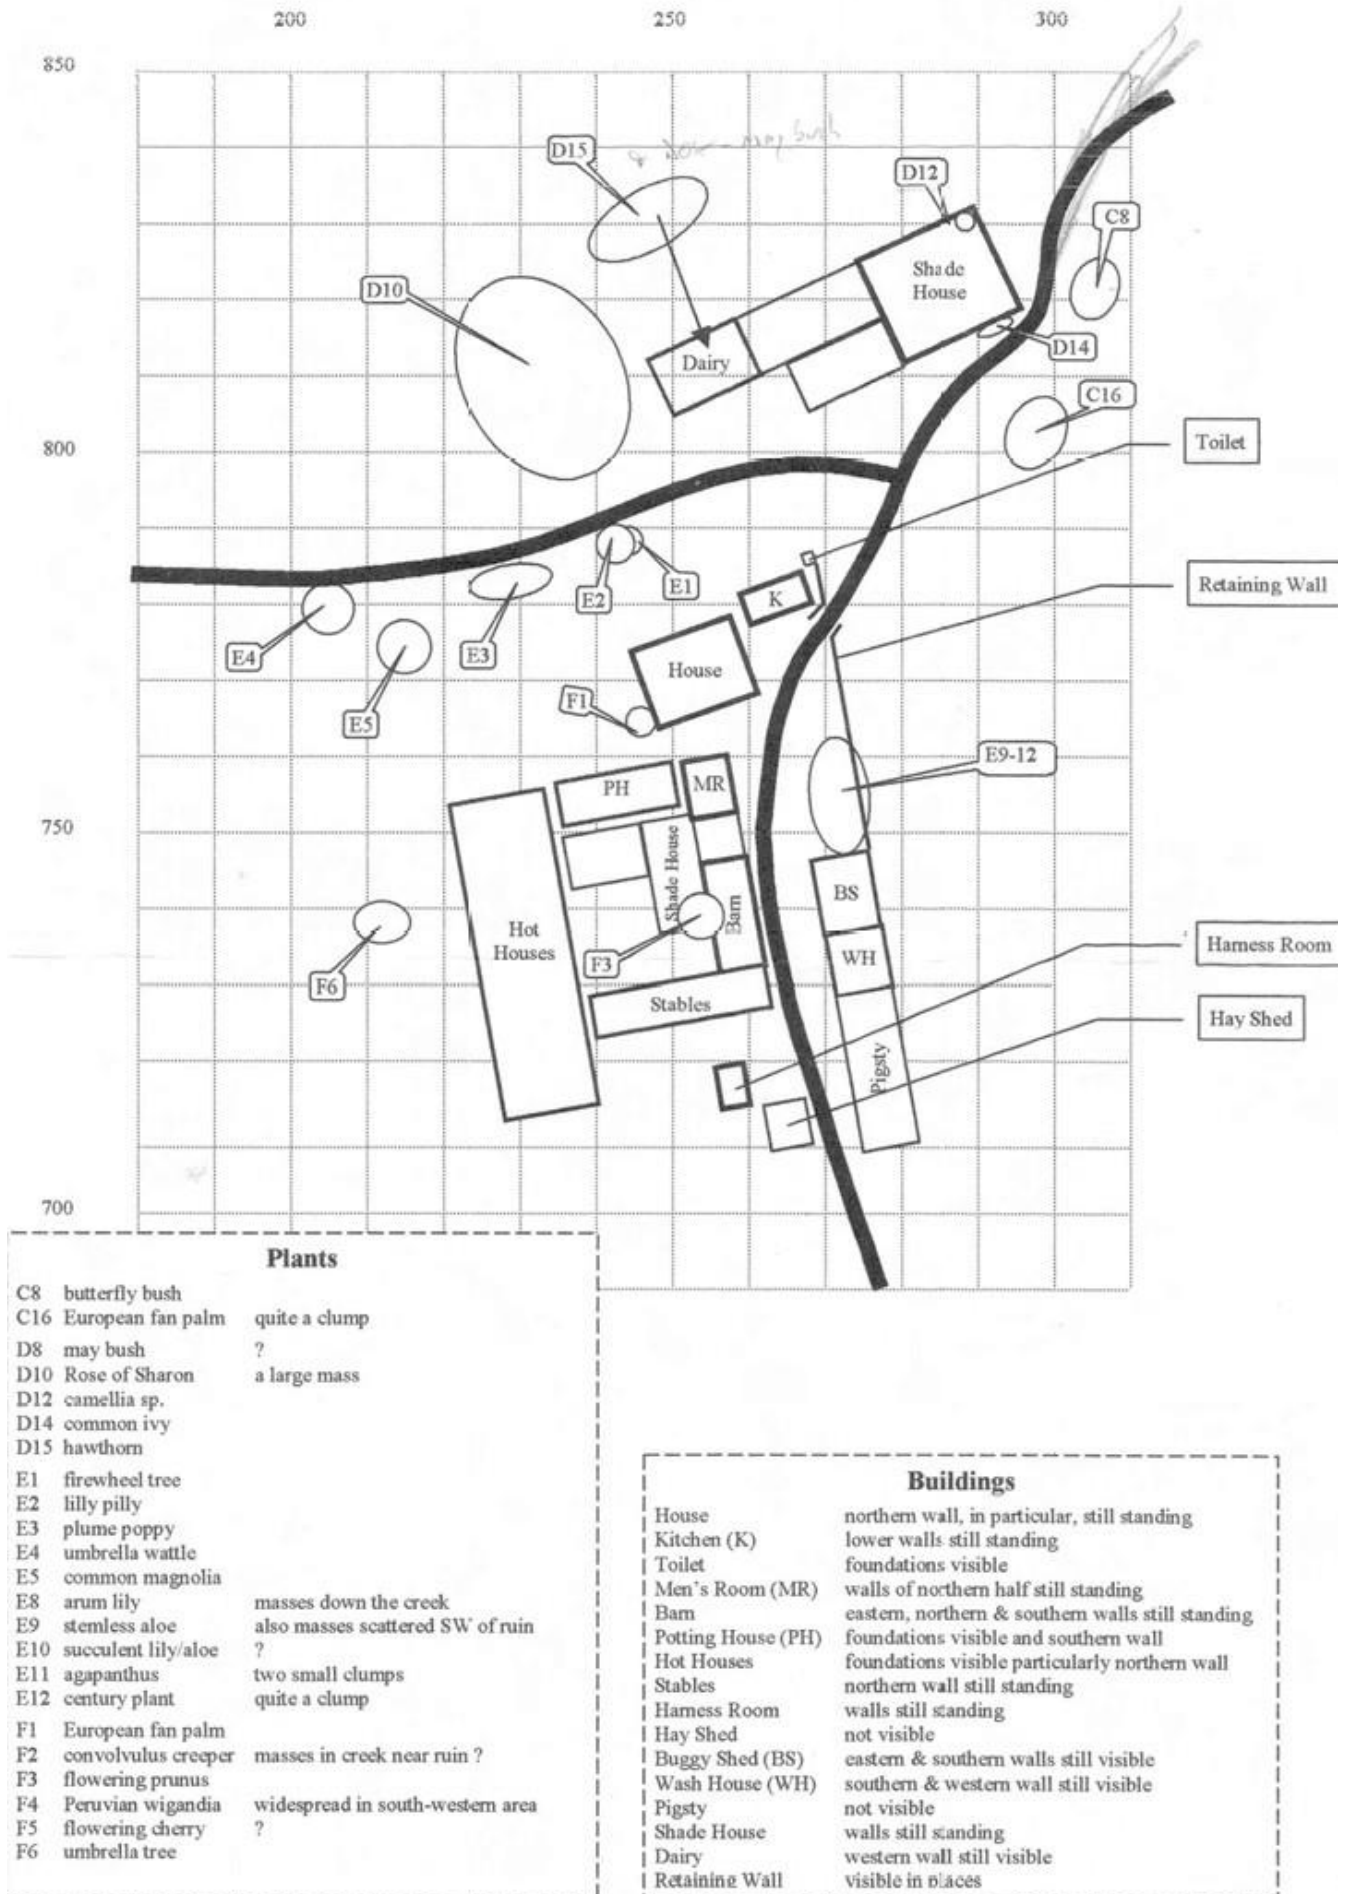 200 250 300
850
& now - may bush
D15
D12
C8
Shade
House
D10
D14
Dairy
C16
800
Toilet
E1
E2
K
Retaining Wall
E4
E3
House
F1
E5
E9-12
PH
MR
750
Shade House
BS
Barn
Hot
Houses
Harness Room
WH
F3
F6
Stables
Hay Shed
Pigsty
700
Plants
C8 butterfly bush
C16 European fan palm quite a clump
D8 may bush ?
D10 Rose of Sharon a large mass
D12 camellia sp.
D14 common ivy
D15 hawthorn
E1 firewheel tree
E2 lilly pilly
E3 plume poppy
E4 umbrella wattle
E5 common magnolia
E8 arum lily masses down the creek
E9 stemless aloe also masses scattered SW of ruin
E10 succulent lily/aloe ?
E11 agapanthus two small clumps
E12 century plant quite a clump
F1 European fan palm
F2 convolvulus creeper masses in creek near ruin ?
F3 flowering prunus
F4 Peruvian wigandia widespread in south-western area
F5 flowering cherry ?
F6 umbrella tree
Buildings
House northern wall, in particular, still standing
Kitchen (K) lower walls still standing
Toilet foundations visible
Men's Room (MR) walls of northern half still standing
Barn eastern, northern & southern walls still standing
Potting House (PH) foundations visible and southern wall
Hot Houses foundations visible particularly northern wall
Stables northern wall still standing
Harness Room walls still standing
Hay Shed not visible
Buggy Shed (BS) eastern & southern walls still visible
Wash House (WH) southern & western wall still visible
Pigsty not visible
Shade House walls still standing
Dairy western wall still visible
Retaining Wall visible in places